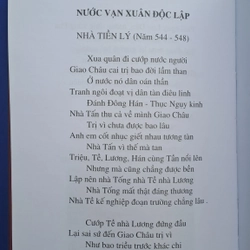 NƯỚC VẠN XUÂN ĐỘC LẬP
NHÀ TIỀN LÝ (Năm 544 - 548)
Xua quân đi cướp nước người
Giao Châu cai trị bao đời lầm than
Ở nước nó dân oán thán
Tranh ngôi đoạt vị dân tàn điêu linh
Đánh Đông Hán - Thục Ngụy kinh
Nhà Tấn thu cả về mình Giao Châu
Trị vì chưa được bao lâu
Anh em cốt nhục giết nhau tương tàn
Nhà Tấn vì thế mà tan
Triệu, Tề, Lương, Hán cùng Tần nổi lên
Nhưng mà cũng chẳng được bền
Lập nên nhà Tống nhà Tề nhà Lương
Nhà Tống mất thật đáng thương
Nhà Tề kế nghiệp đoạn trường chẳng lâu.
Cướp Tề nhà Lương đứng đầu
Lại sai sứ đến Giao Châu trị vì
Như bao triều trước khác chi